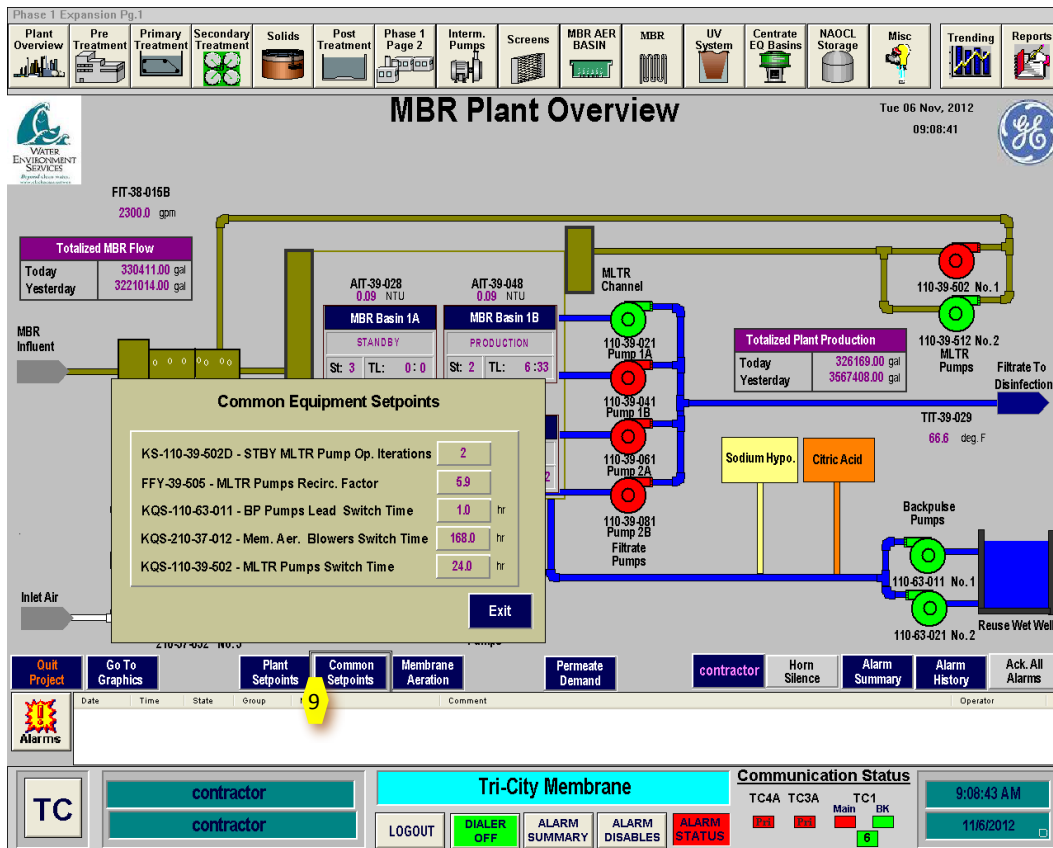 Phase 1 Expansion Pg.1
Plant Overview
Pre Treatment
Primary Treatment
Secondary Treatment
Solids
Post Treatment
Phase 1 Page 2
Interm. Pumps
Screens
MBR AER BASIN
MBR
UV System
Centrate EQ Basins
NAOCL Storage
Misc
Trending
Reports
WATER
ENVIRONMENT
SERVICES
MBR Plant Overview
Tue 06 Nov, 2012
09:08:41
FIT-38-015B
2300.0 gpm
Totalized MBR Flow
Today 330411.00 gal
Yesterday 3221014.00 gal
MBR
Influent
AIT-39-028
0.09 NTU
MBR Basin 1A
STANDBY
St: 3 TL: 0:0
AIT-39-048
0.09 NTU
MBR Basin 1B
PRODUCTION
St: 2 TL: 6:33
MLTR
Channel
110-39-021
Pump 1A
110-39-041
Pump 1B
110-39-061
Pump 2A
110-39-081
Pump 2B
Filtrate
Pumps
110-39-502 No.1
110-39-512 No.2
MLTR
Pumps
Totalized Plant Production
Today 326169.00 gal
Yesterday 3567408.00 gal
Filtrate To
Disinfection
TIT-39-029
66.6 deg.F
Sodium Hypo.
Citric Acid
Backpulse
Pumps
110-63-011 No.1
110-63-021 No.2
Reuse Wet Well
Common Equipment Setpoints
KS-110-39-502D - STBY MLTR Pump Op. Iterations 2
FFY-39-505 - MLTR Pumps Recirc. Factor 5.9
KQS-110-63-011 - BP Pumps Lead Switch Time 1.0 hr
KQS-210-37-012 - Mem. Aer. Blowers Switch Time 168.0 hr
KQS-110-39-502 - MLTR Pumps Switch Time 24.0 hr
Exit
2
Inlet Air
Quit Project
Go To Graphics
Plant Setpoints
Common Setpoints
Membrane Aeration
Permeate Demand
contractor
Horn Silence
Alarm Summary
Alarm History
Ack. All Alarms
9
Alarms
Date Time State Group Comment Operator
TC
contractor
contractor
Tri-City Membrane
LOGOUT
DIALER OFF
ALARM SUMMARY
ALARM DISABLES
ALARM STATUS
Communication Status
TC4A TC3A TC1
Main BK
Pri Pri
6
9:08:43 AM
11/6/2012